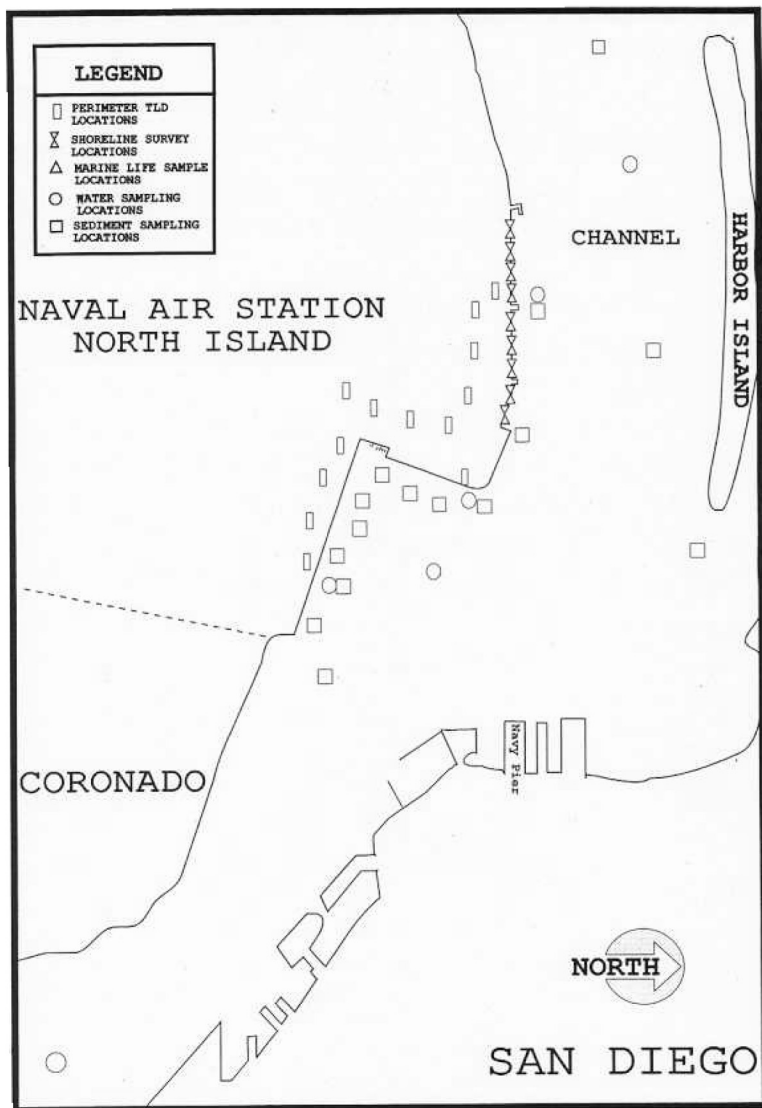 LEGEND
PERIMETER TLD
LOCATIONS
SHORELINE SURVEY
LOCATIONS
MARINE LIFE SAMPLE
LOCATIONS
WATER SAMPLING
LOCATIONS
SEDIMENT SAMPLING
LOCATIONS
CHANNEL
HARBOR ISLAND
NAVAL AIR STATION
NORTH ISLAND
CORONADO
Navy Pier
NORTH
SAN DIEGO